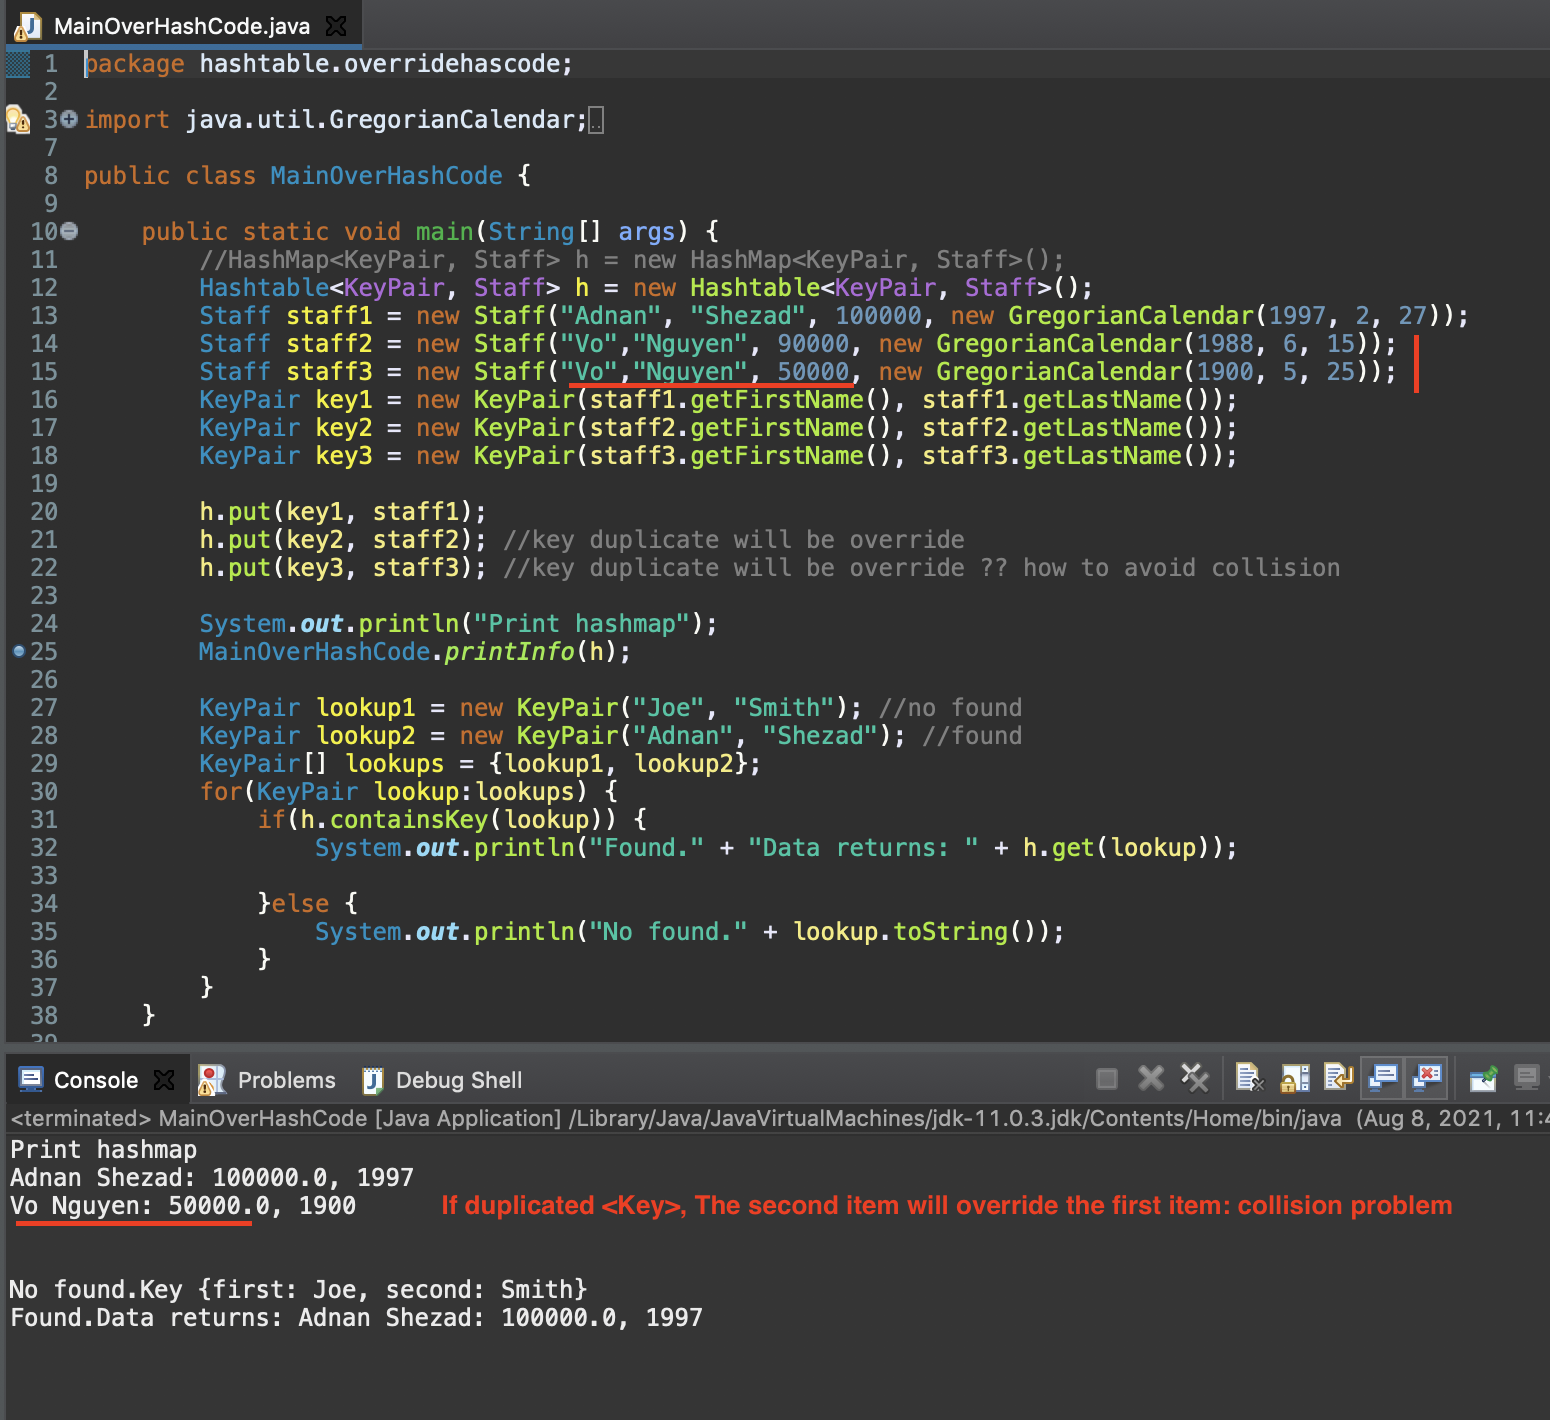 MainOverHashCode.java
1 package hashtable.overridehascode;
2
3 import java.util.GregorianCalendar;
7
8 public class MainOverHashCode {
9
10 public static void main(String[] args) {
11 //HashMap<KeyPair, Staff> h = new HashMap<KeyPair, Staff>();
12 Hashtable<KeyPair, Staff> h = new Hashtable<KeyPair, Staff>();
13 Staff staff1 = new Staff("Adnan", "Shezad", 100000, new GregorianCalendar(1997, 2, 27));
14 Staff staff2 = new Staff("Vo","Nguyen", 90000, new GregorianCalendar(1988, 6, 15));
15 Staff staff3 = new Staff("Vo","Nguyen", 50000, new GregorianCalendar(1900, 5, 25));
16 KeyPair key1 = new KeyPair(staff1.getFirstName(), staff1.getLastName());
17 KeyPair key2 = new KeyPair(staff2.getFirstName(), staff2.getLastName());
18 KeyPair key3 = new KeyPair(staff3.getFirstName(), staff3.getLastName());
19
20 h.put(key1, staff1);
21 h.put(key2, staff2); //key duplicate will be override
22 h.put(key3, staff3); //key duplicate will be override ?? how to avoid collision
23
24 System.out.println("Print hashmap");
25 MainOverHashCode.printInfo(h);
26
27 KeyPair lookup1 = new KeyPair("Joe", "Smith"); //no found
28 KeyPair lookup2 = new KeyPair("Adnan", "Shezad"); //found
29 KeyPair[] lookups = {lookup1, lookup2};
30 for(KeyPair lookup:lookups) {
31 if(h.containsKey(lookup)) {
32 System.out.println("Found." + "Data returns: " + h.get(lookup));
33
34 }else {
35 System.out.println("No found." + lookup.toString());
36 }
37 }
38 }
39
Console Problems Debug Shell
<terminated> MainOverHashCode [Java Application] /Library/Java/JavaVirtualMachines/jdk-11.0.3.jdk/Contents/Home/bin/java (Aug 8, 2021, 11:4
Print hashmap
Adnan Shezad: 100000.0, 1997
Vo Nguyen: 50000.0, 1900 If duplicated <Key>, The second item will override the first item: collision problem
No found.Key {first: Joe, second: Smith}
Found.Data returns: Adnan Shezad: 100000.0, 1997